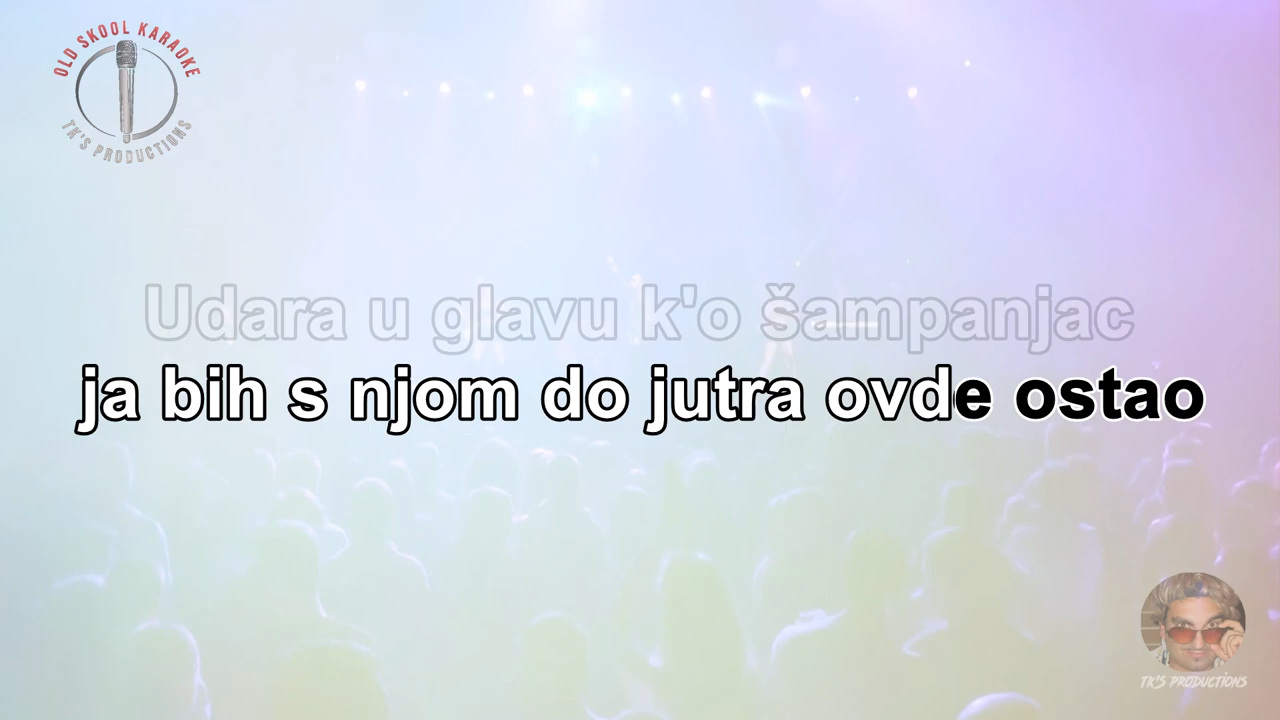 OLD SKOOL KARAOKE
TK'S PRODUCTIONS
Udara u glavu k'o šampanjac
ja bih s njom do jutra ovde ostao
TK'S PRODUCTIONS